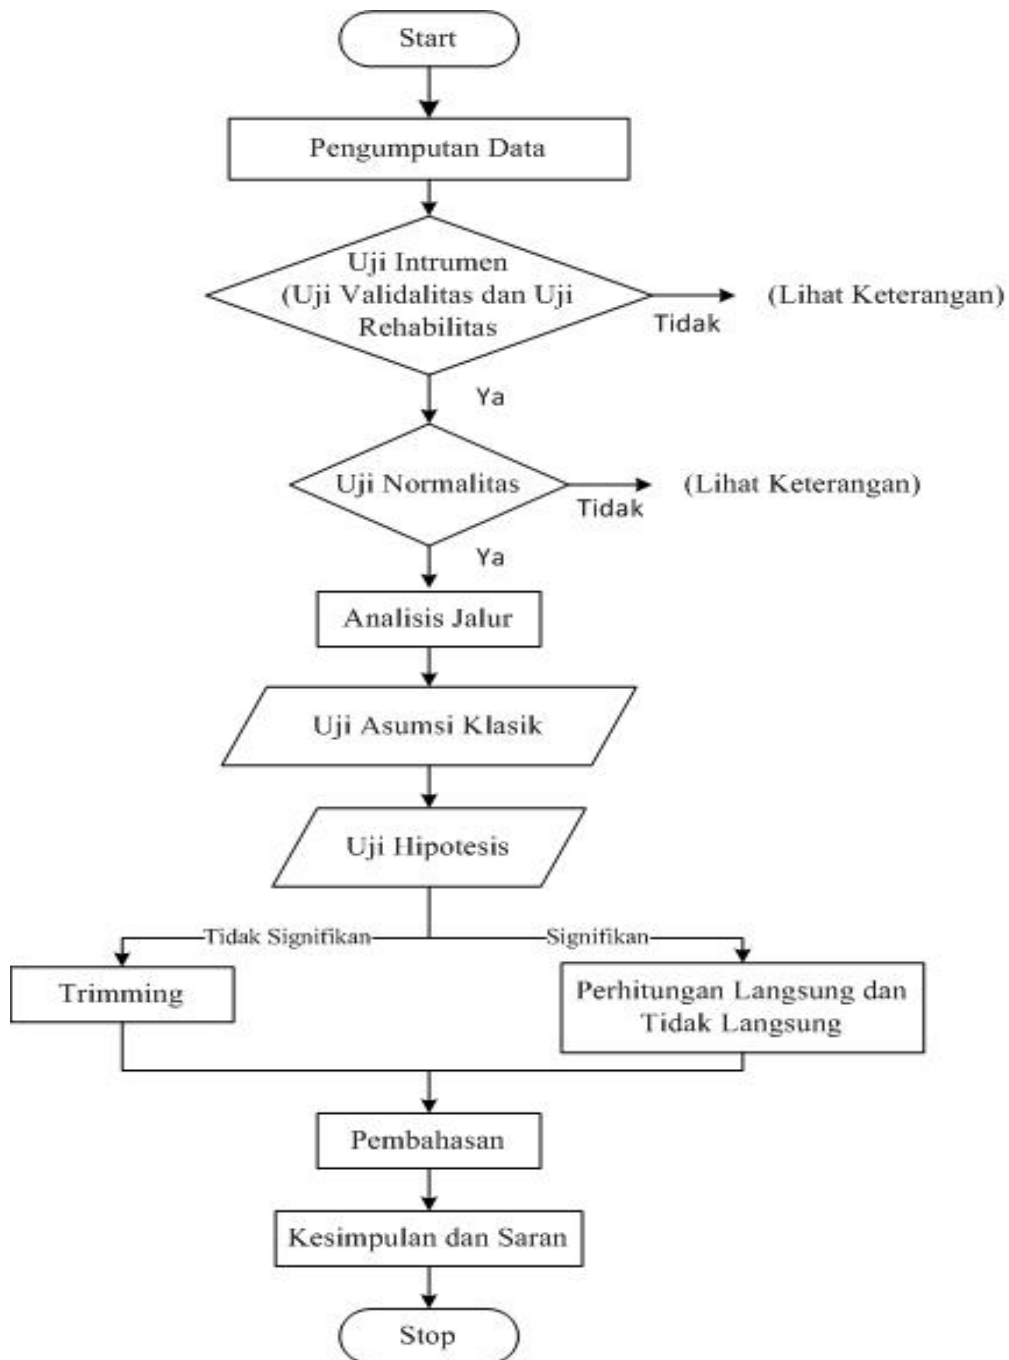 Start
Pengumputan Data
Uji Intrumen
(Uji Validalitas dan Uji
Rehabilitas
Tidak
(Lihat Keterangan)
Ya
Uji Normalitas
Tidak
(Lihat Keterangan)
Ya
Analisis Jalur
Uji Asumsi Klasik
Uji Hipotesis
Tidak Signifikan
Signifikan
Trimming
Perhitungan Langsung dan
Tidak Langsung
Pembahasan
Kesimpulan dan Saran
Stop